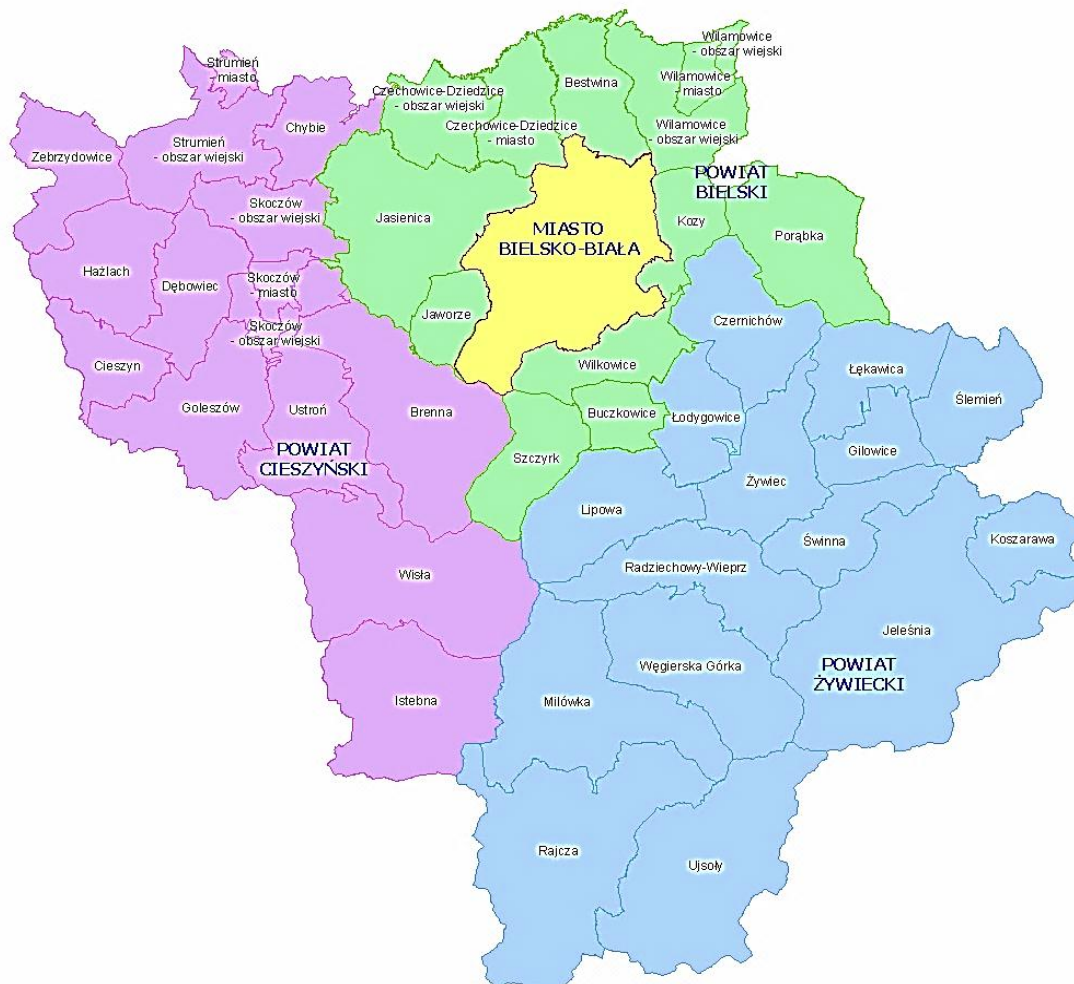 Wilamowice
- obszar wiejski
Strumień
- miasto
Czechowice-Dziedzice
- obszar wiejski
Bestwina
Wilamowice
- miasto
Chybie
Czechowice-Dziedzice
- miasto
Wilamowice
obszar wiejski
Strumień
- obszar wiejski
Zebrzydowice
POWIAT
BIELSKI
Skoczów
- obszar wiejski
Jasienica
Kozy
MIASTO
BIELSKO-BIAŁA
Porąbka
Hażlach
Dębowiec
Skoczów
- miasto
Jaworze
Czernichów
Skoczów
- obszar wiejski
Cieszyn
Wilkowice
Łękawica
Ślemień
Goleszów
Ustroń
Brenna
Buczkowice
Łodygowice
POWIAT
CIESZYŃSKI
Szczyrk
Gilowice
Żywiec
Lipowa
Świnna
Koszarawa
Wisła
Radziechowy-Wieprz
Jeleśnia
Węgierska Górka
POWIAT
ŻYWIECKI
Istebna
Milówka
Rajcza
Ujsoły